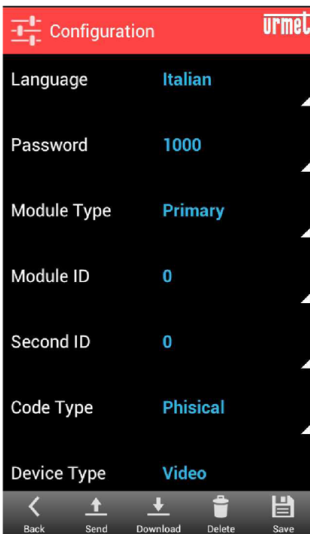 Configuration urmet
Language Italian
Password 1000
Module Type Primary
Module ID 0
Second ID 0
Code Type Phisical
Device Type Video
Back Send Download Delete Save